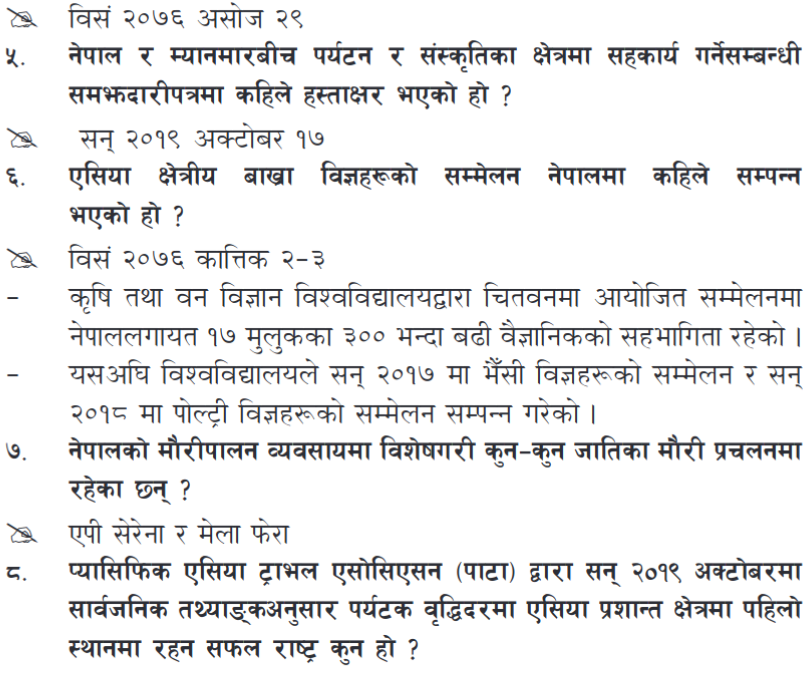 विसं २०७६ असोज २९
५. नेपाल र म्यानमारबीच पर्यटन र संस्कृतिका क्षेत्रमा सहकार्य गर्नेसम्बन्धी
समझदारीपत्रमा कहिले हस्ताक्षर भएको हो ?
सन् २०१९ अक्टोबर १७
६. एसिया क्षेत्रीय बाख्रा विज्ञहरूको सम्मेलन नेपालमा कहिले सम्पन्न
भएको हो ?
विसं २०७६ कात्तिक २-३
- कृषि तथा वन विज्ञान विश्वविद्यालयद्वारा चितवनमा आयोजित सम्मेलनमा
नेपाललगायत १७ मुलुकका ३०० भन्दा बढी वैज्ञानिकको सहभागिता रहेको ।
- यसअघि विश्वविद्यालयले सन् २०१७ मा भैँसी विज्ञहरूको सम्मेलन र सन्
२०१८ मा पोल्ट्री विज्ञहरूको सम्मेलन सम्पन्न गरेको ।
७. नेपालको मौरीपालन व्यवसायमा विशेषगरी कुन-कुन जातिका मौरी प्रचलनमा
रहेका छन् ?
एपी सेरेना र मेला फेरा
८. प्यासिफिक एसिया ट्राभल एसोसिएसन (पाटा) द्वारा सन् २०१९ अक्टोबरमा
सार्वजनिक तथ्याङ्कअनुसार पर्यटक वृद्धिदरमा एसिया प्रशान्त क्षेत्रमा पहिलो
स्थानमा रहन सफल राष्ट्र कुन हो ?